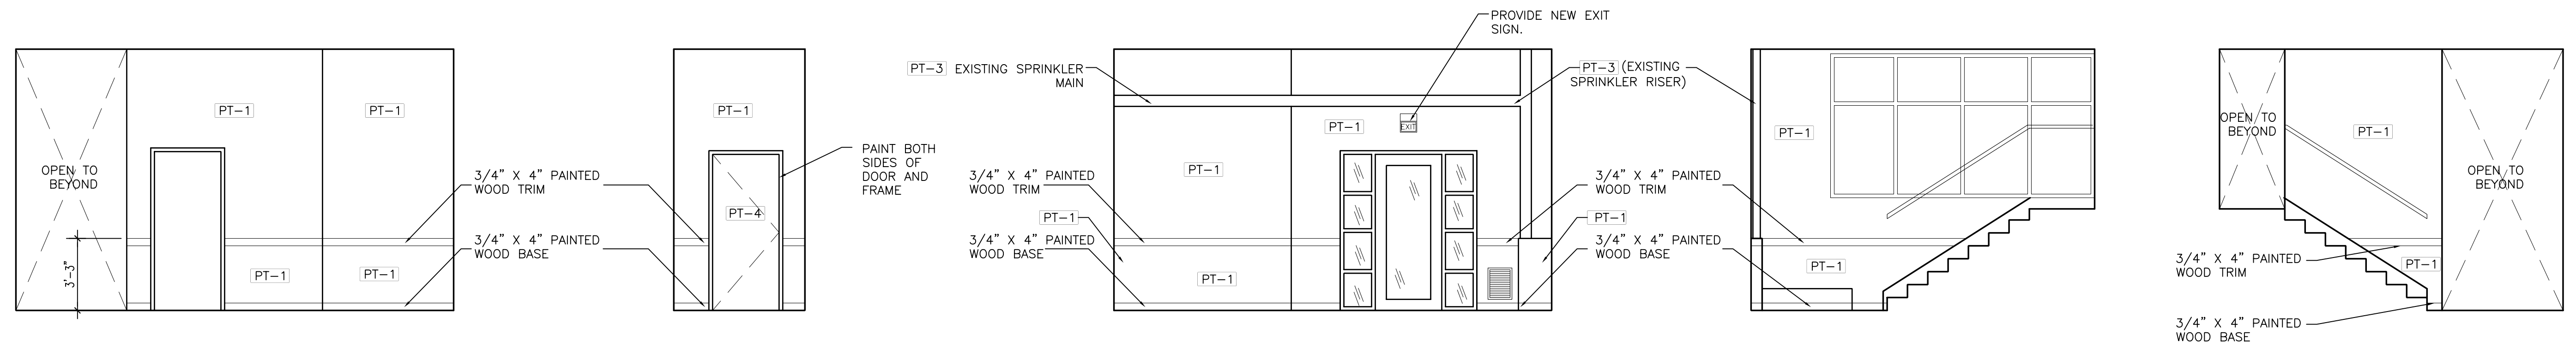 OPEN TO
BEYOND
3'-3"
PT-1
PT-1
PT-1
PT-1
3/4" X 4" PAINTED
WOOD TRIM
3/4" X 4" PAINTED
WOOD BASE
PT-1
PT-4
PAINT BOTH
SIDES OF
DOOR AND
FRAME
PT-3 EXISTING SPRINKLER
MAIN
3/4" X 4" PAINTED
WOOD TRIM
PT-1
3/4" X 4" PAINTED
WOOD BASE
PT-1
PT-1
PT-1
EXIT
PROVIDE NEW EXIT
SIGN.
PT-3 (EXISTING
SPRINKLER RISER)
3/4" X 4" PAINTED
WOOD TRIM
PT-1
3/4" X 4" PAINTED
WOOD BASE
PT-1
PT-1
OPEN TO
BEYOND
PT-1
OPEN TO
BEYOND
3/4" X 4" PAINTED
WOOD TRIM
PT-1
3/4" X 4" PAINTED
WOOD BASE